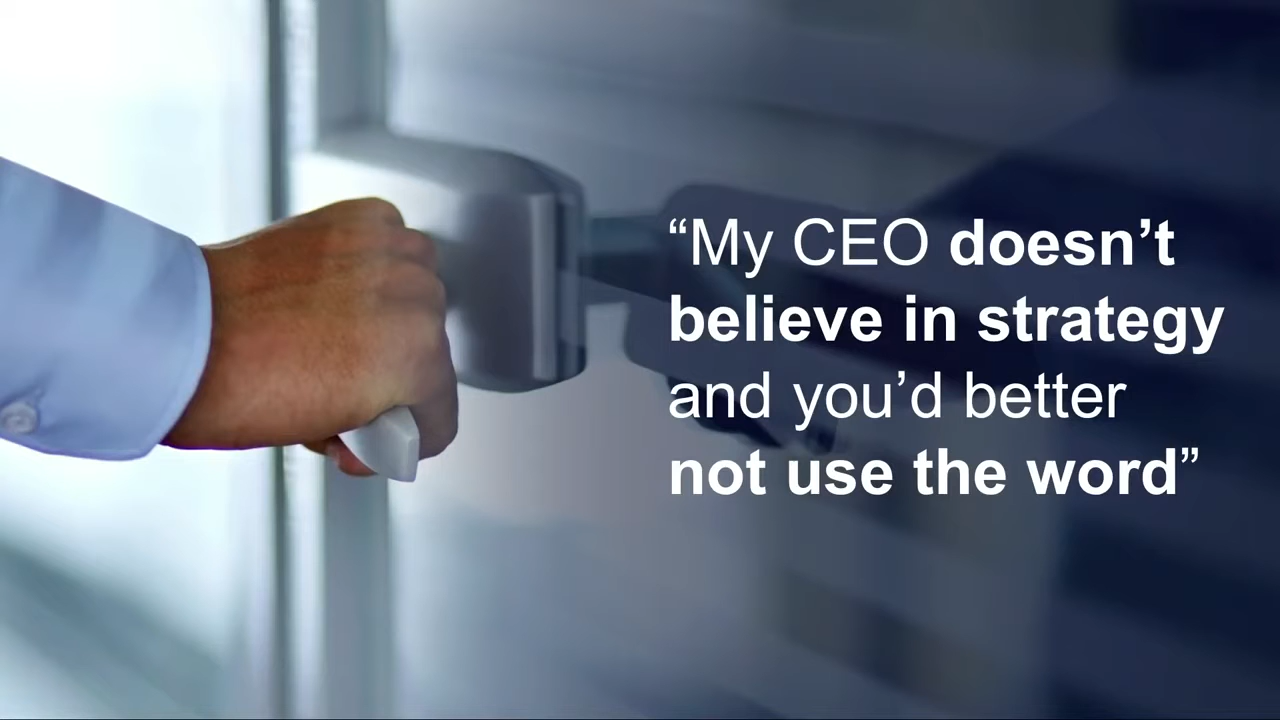 “My CEO doesn’t
believe in strategy
and you’d better
not use the word”